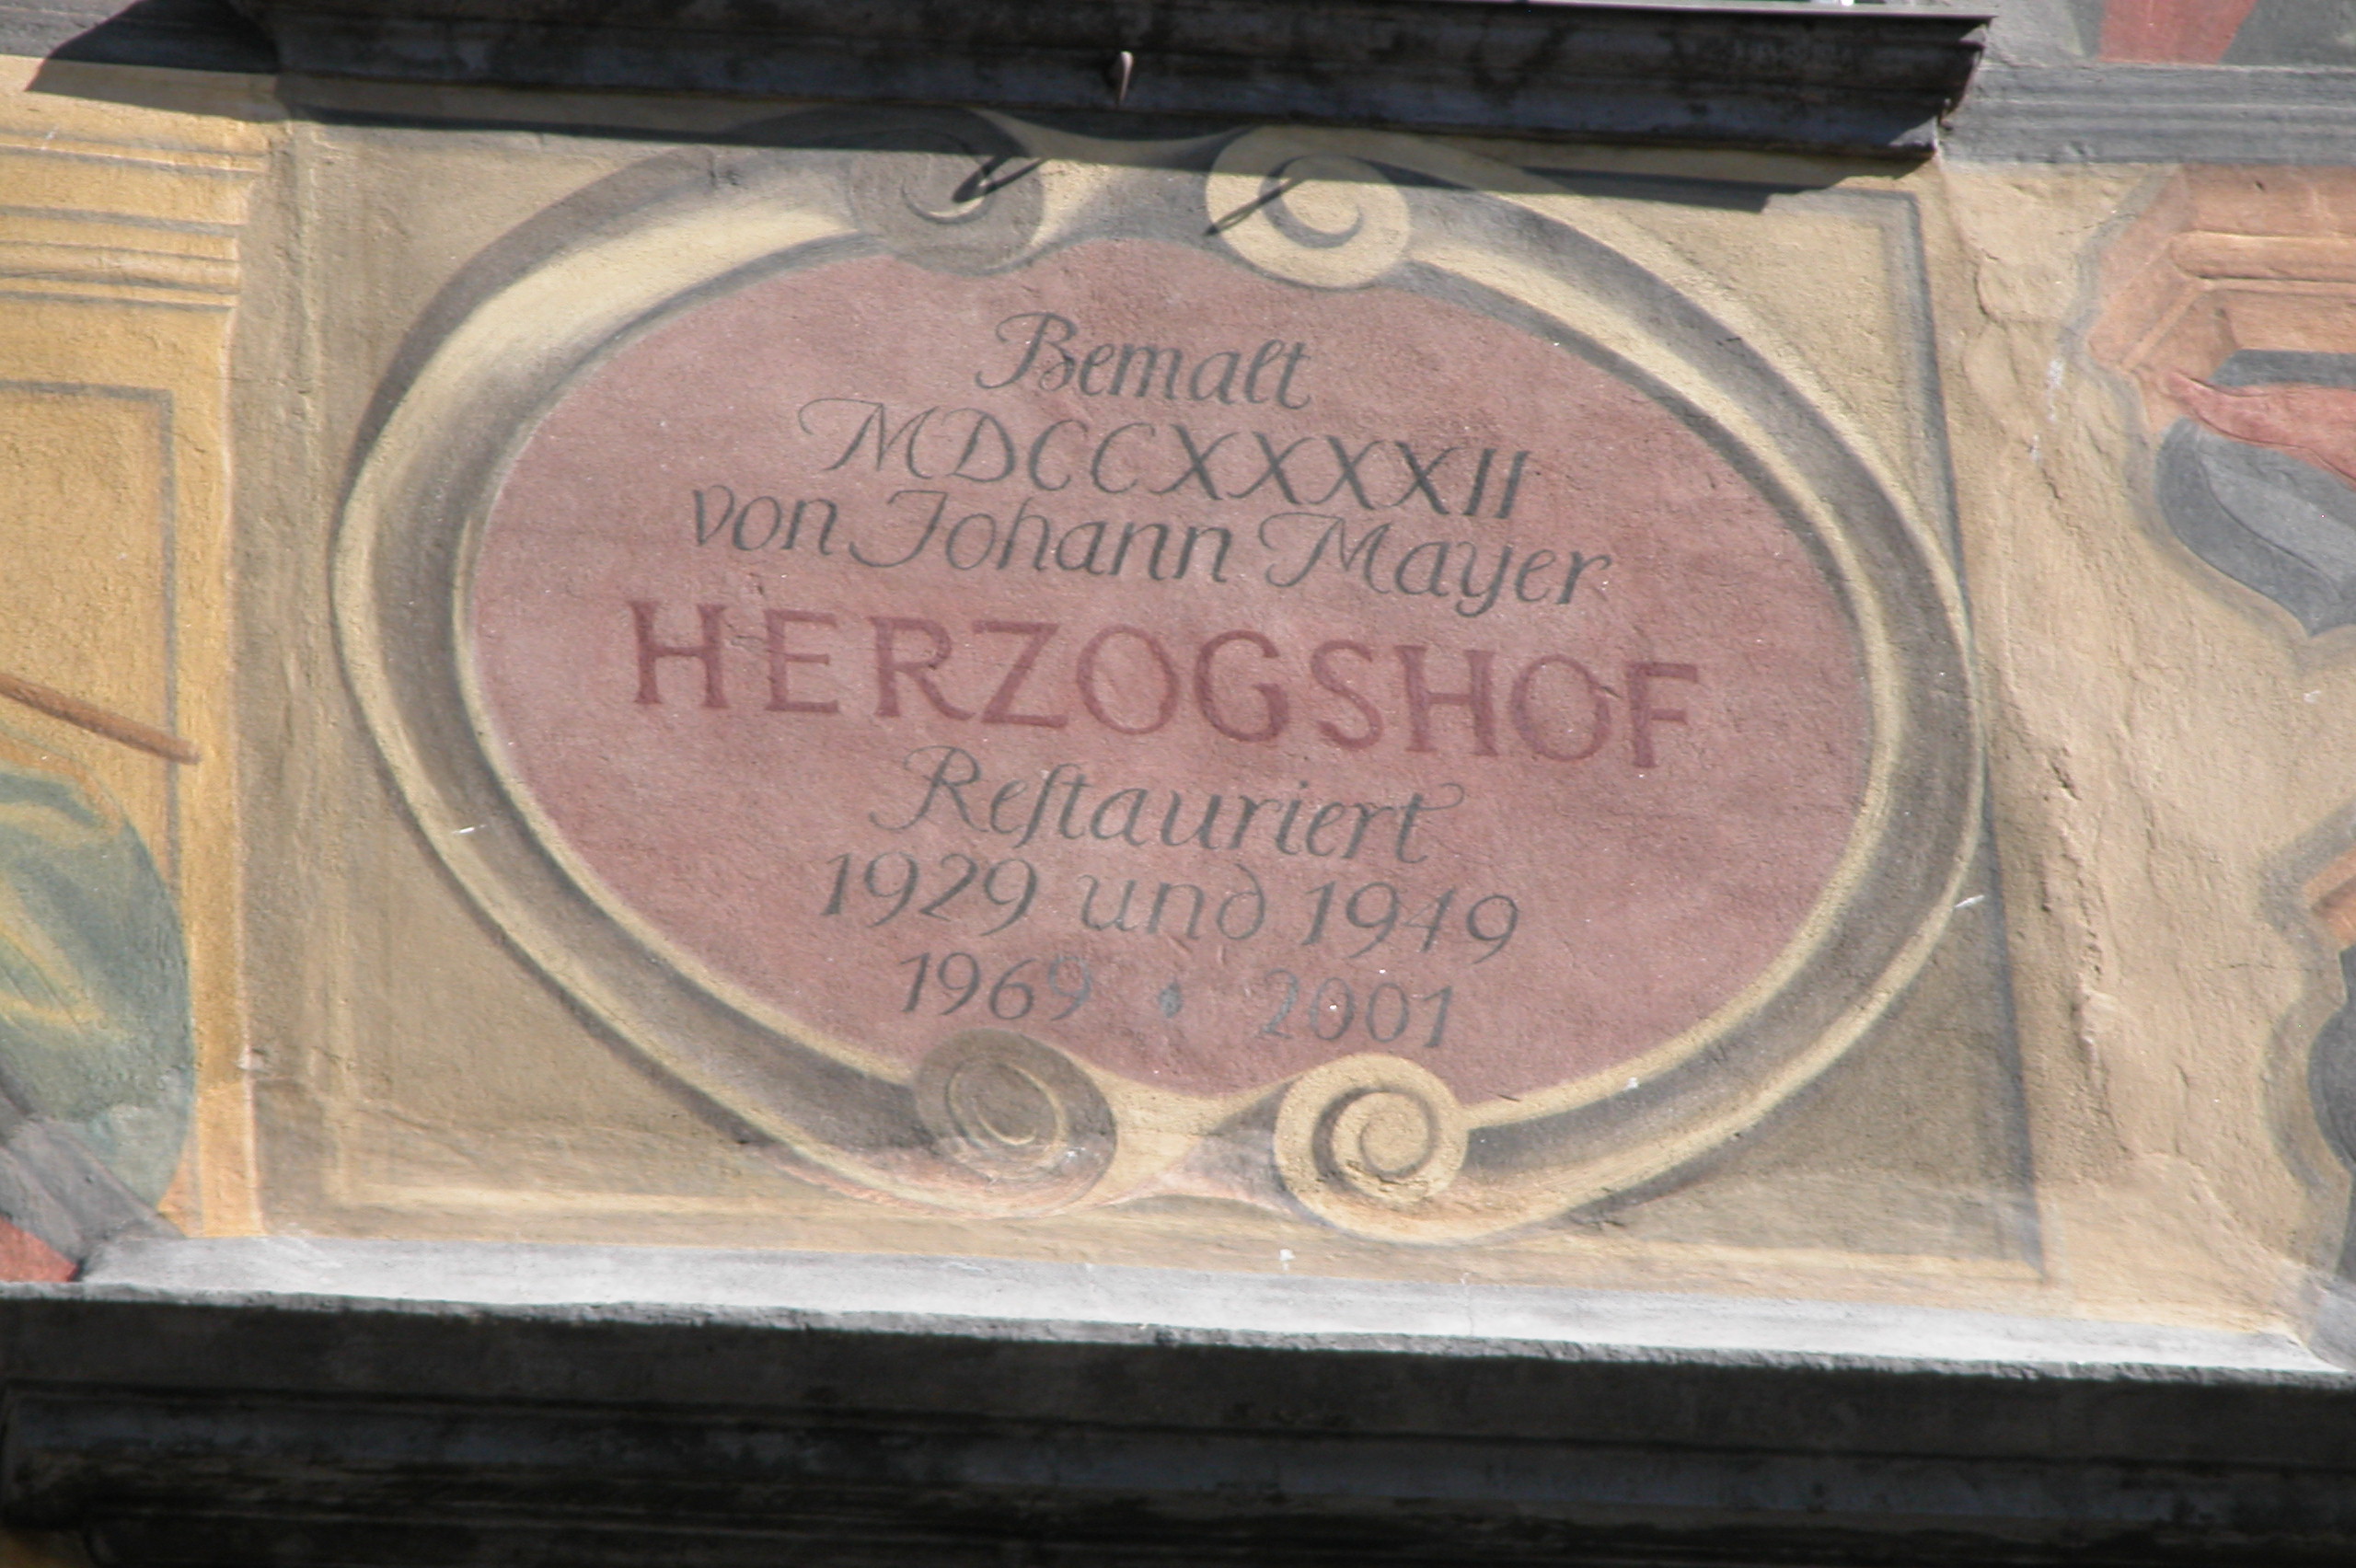 Bemalt
MDCCXXXXII
von Johann Mayer
HERZOGSHOF
Reſtauriert
1929 und 1949
1969 • 2001